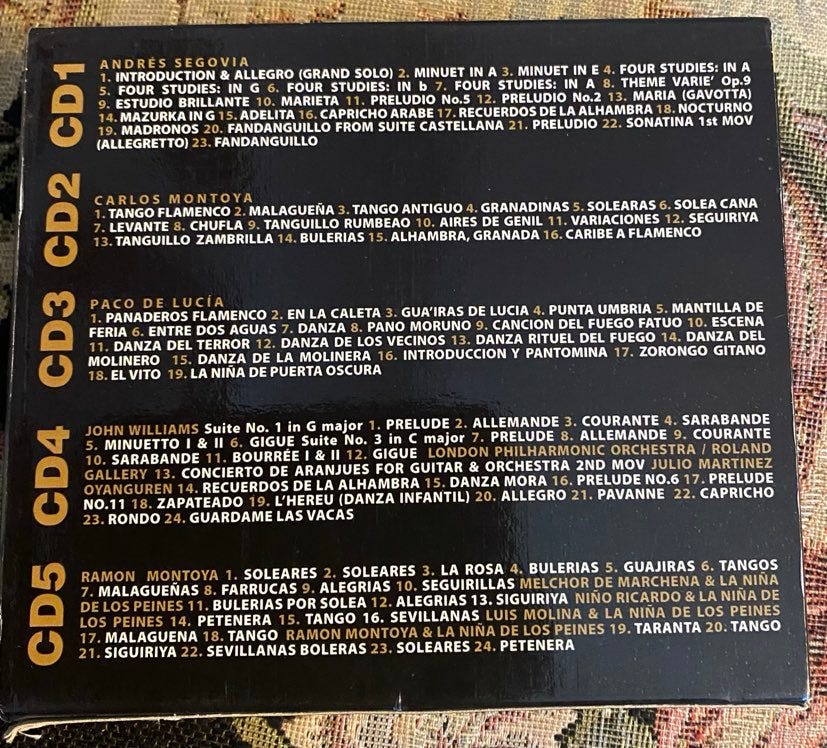 CD1
ANDRÉS SEGOVIA
1. INTRODUCTION & ALLEGRO (GRAND SOLO) 2. MINUET IN A 3. MINUET IN E 4. FOUR STUDIES: IN A
5. FOUR STUDIES: IN G 6. FOUR STUDIES: IN b 7. FOUR STUDIES: IN A 8. THEME VARIE' Op.9
9. ESTUDIO BRILLANTE 10. MARIETA 11. PRELUDIO No.5 12. PRELUDIO No.2 13. MARIA (GAVOTTA)
14. MAZURKA IN G 15. ADELITA 16. CAPRICHO ARABE 17. RECUERDOS DE LA ALHAMBRA 18. NOCTURNO
19. MADRONOS 20. FANDANGUILLO FROM SUITE CASTELLANA 21. PRELUDIO 22. SONATINA 1st MOV
(ALLEGRETTO) 23. FANDANGUILLO
CD2
CARLOS MONTOYA
1. TANGO FLAMENCO 2. MALAGUEÑA 3. TANGO ANTIGUO 4. GRANADINAS 5. SOLEARAS 6. SOLEA CANA
7. LEVANTE 8. CHUFLA 9. TANGUILLO RUMBEAO 10. AIRES DE GENIL 11. VARIACIONES 12. SEGUIRIYA
13. TANGUILLO ZAMBRILLA 14. BULERIAS 15. ALHAMBRA, GRANADA 16. CARIBE A FLAMENCO
CD3
PACO DE LUCÍA
1. PANADEROS FLAMENCO 2. EN LA CALETA 3. GUA'IRAS DE LUCIA 4. PUNTA UMBRIA 5. MANTILLA DE
FERIA 6. ENTRE DOS AGUAS 7. DANZA 8. PANO MORUNO 9. CANCION DEL FUEGO FATUO 10. ESCENA
11. DANZA DEL TERROR 12. DANZA DE LOS VECINOS 13. DANZA RITUEL DEL FUEGO 14. DANZA DEL
MOLINERO 15. DANZA DE LA MOLINERA 16. INTRODUCCION Y PANTOMINA 17. ZORONGO GITANO
18. EL VITO 19. LA NIÑA DE PUERTA OSCURA
CD4
JOHN WILLIAMS Suite No. 1 in G major 1. PRELUDE 2. ALLEMANDE 3. COURANTE 4. SARABANDE
5. MINUETTO I & II 6. GIGUE Suite No. 3 in C major 7. PRELUDE 8. ALLEMANDE 9. COURANTE
10. SARABANDE 11. BOURRÉE I & II 12. GIGUE LONDON PHILHARMONIC ORCHESTRA / ROLAND
GALLERY 13. CONCIERTO DE ARANJUES FOR GUITAR & ORCHESTRA 2ND MOV JULIO MARTINEZ
OYANGUREN 14. RECUERDOS DE LA ALHAMBRA 15. DANZA MORA 16. PRELUDE NO.6 17. PRELUDE
NO.11 18. ZAPATEADO 19. L'HEREU (DANZA INFANTIL) 20. ALLEGRO 21. PAVANNE 22. CAPRICHO
23. RONDO 24. GUARDAME LAS VACAS
CD5
RAMON MONTOYA 1. SOLEARES 2. SOLEARES 3. LA ROSA 4. BULERIAS 5. GUAJIRAS 6. TANGOS
7. MALAGUEÑAS 8. FARRUCAS 9. ALEGRIAS 10. SEGUIRILLAS MELCHOR DE MARCHENA & LA NIÑA
DE LOS PEINES 11. BULERIAS POR SOLEA 12. ALEGRIAS 13. SIGUIRIYA NIÑO RICARDO & LA NIÑA DE
LOS PEINES 14. PETENERA 15. TANGO 16. SEVILLANAS LUIS MOLINA & LA NIÑA DE LOS PEINES
17. MALAGUENA 18. TANGO RAMON MONTOYA & LA NIÑA DE LOS PEINES 19. TARANTA 20. TANGO
21. SIGUIRIYA 22. SEVILLANAS BOLERAS 23. SOLEARES 24. PETENERA